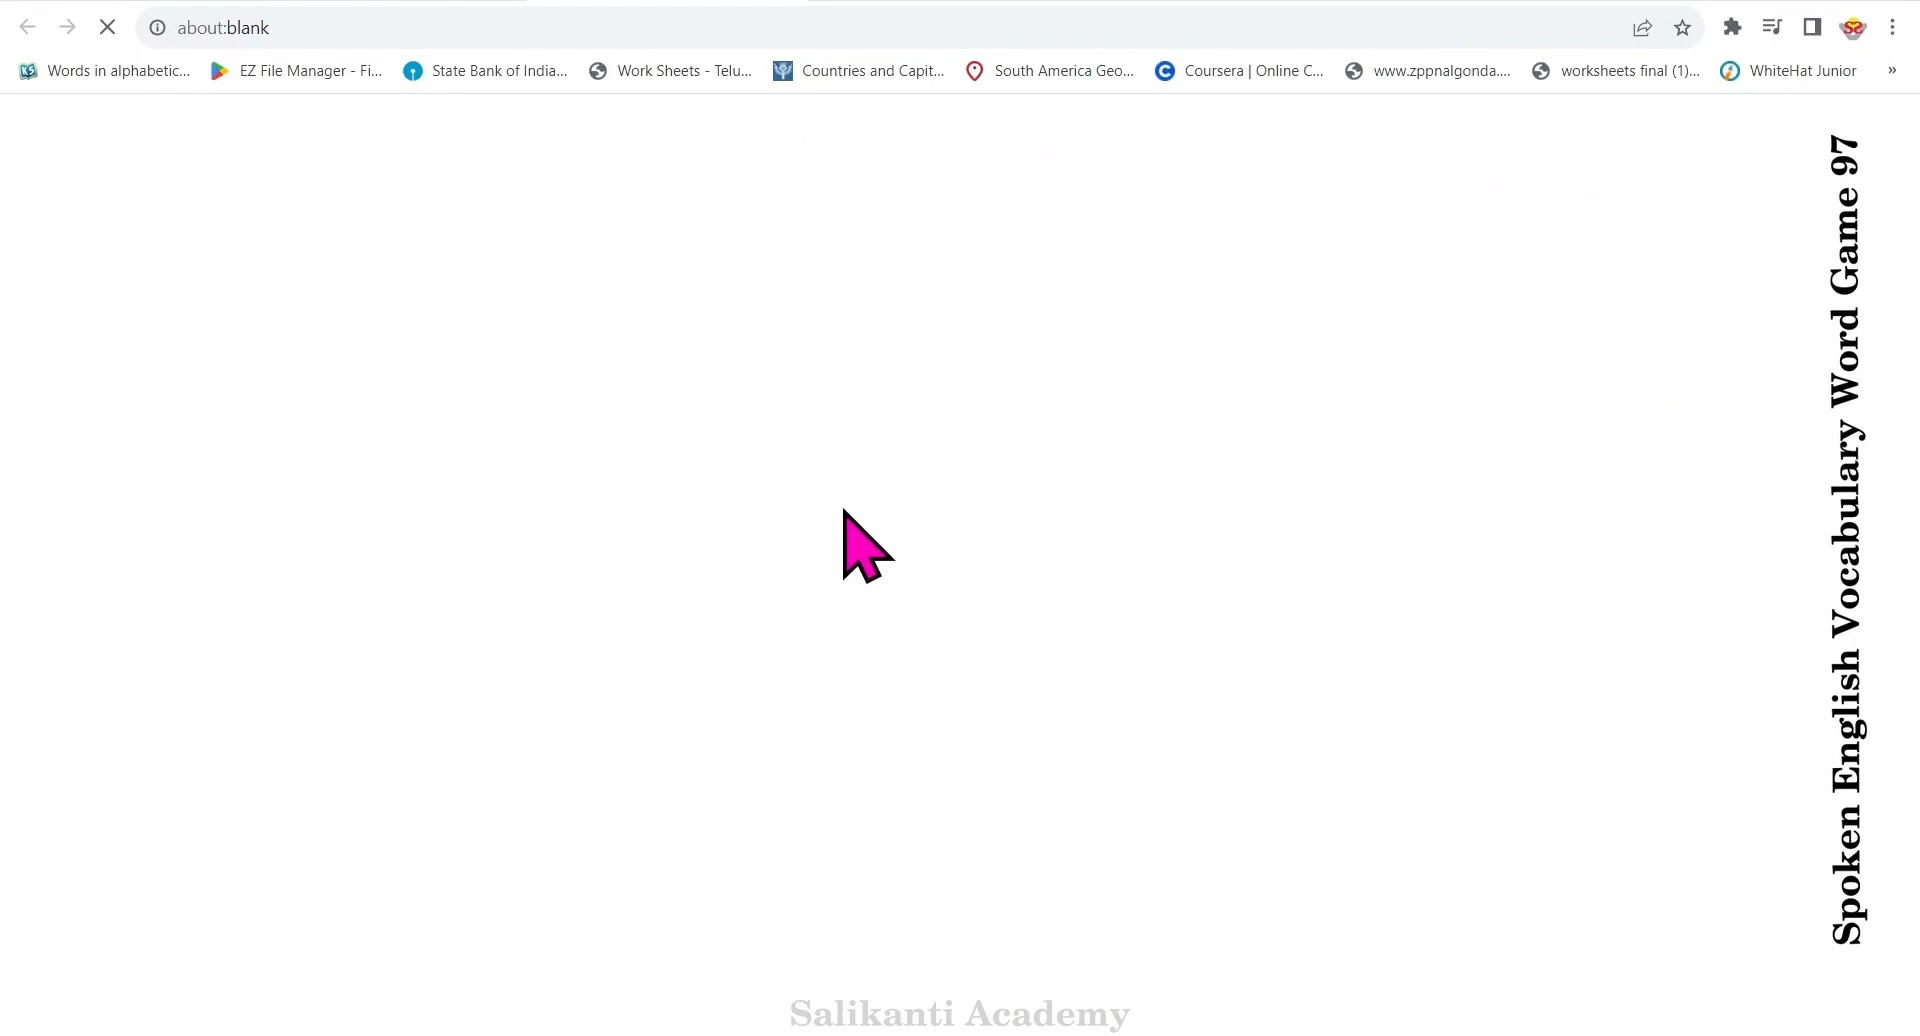 about:blank
Words in alphabetic... EZ File Manager - Fi... State Bank of India... Work Sheets - Telu... Countries and Capit... South America Geo... Coursera | Online C... www.zppnalgonda.... worksheets final (1)... WhiteHat Junior »
Spoken English Vocabulary Word Game 97
Salikanti Academy